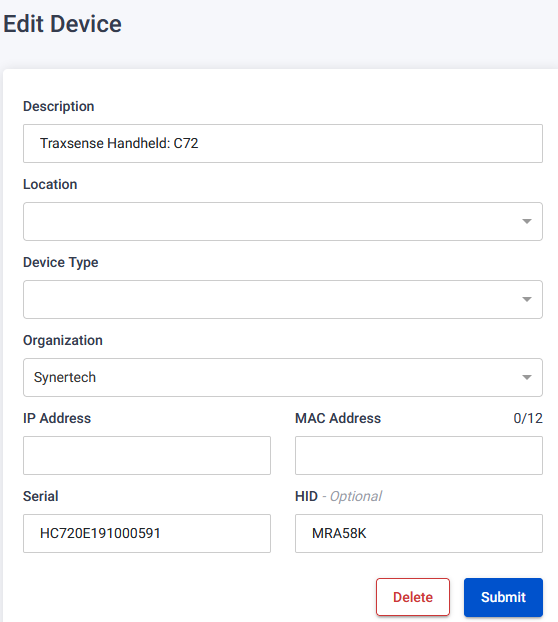 Edit Device
Description
Traxsense Handheld: C72
Location
Device Type
Organization
Synertech
IP Address
MAC Address 0/12
Serial
HID - Optional
HC720E191000591
MRA58K
Delete
Submit